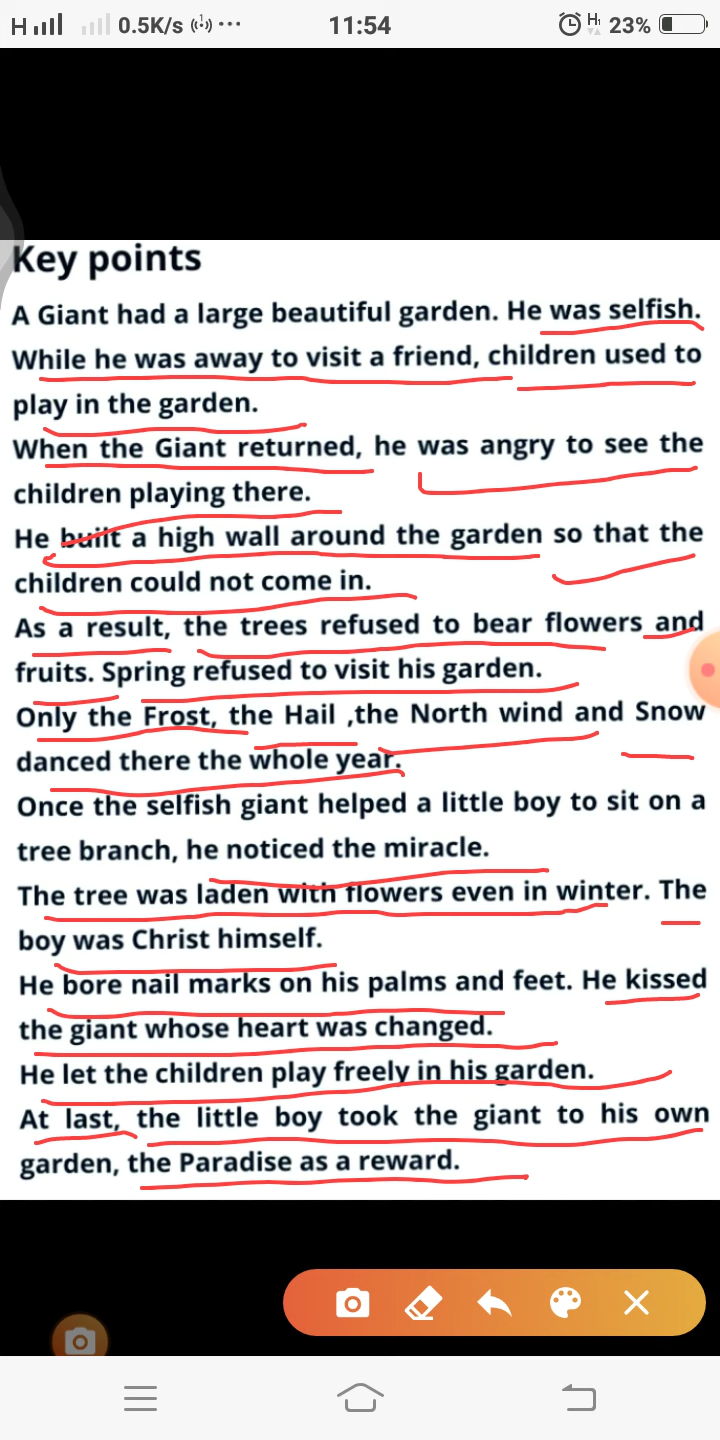 H 0.5K/s ... 11:54 H 23%
Key points
A Giant had a large beautiful garden. He was selfish.
While he was away to visit a friend, children used to
play in the garden.
When the Giant returned, he was angry to see the
children playing there.
He built a high wall around the garden so that the
children could not come in.
As a result, the trees refused to bear flowers and
fruits. Spring refused to visit his garden.
Only the Frost, the Hail ,the North wind and Snow
danced there the whole year.
Once the selfish giant helped a little boy to sit on a
tree branch, he noticed the miracle.
The tree was laden with flowers even in winter. The
boy was Christ himself.
He bore nail marks on his palms and feet. He kissed
the giant whose heart was changed.
He let the children play freely in his garden.
At last, the little boy took the giant to his own
garden, the Paradise as a reward.